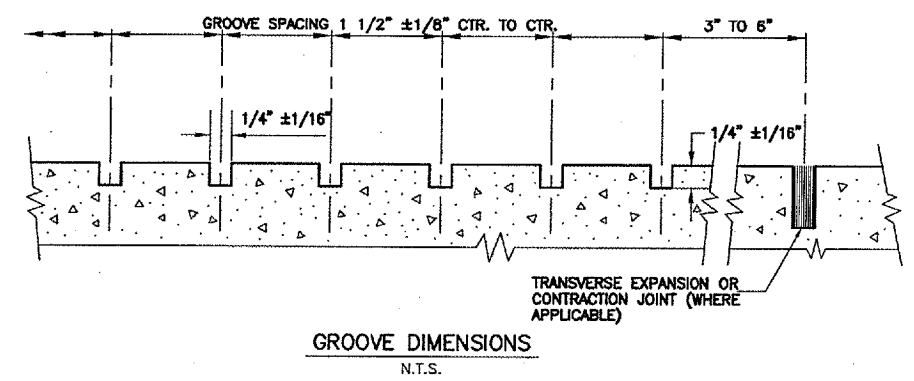 GROOVE SPACING 1 1/2" ±1/8" CTR. TO CTR.
3" TO 6"
1/4" ±1/16"
1/4" ±1/16"
TRANSVERSE EXPANSION OR
CONTRACTION JOINT (WHERE
APPLICABLE)
GROOVE DIMENSIONS
N.T.S.